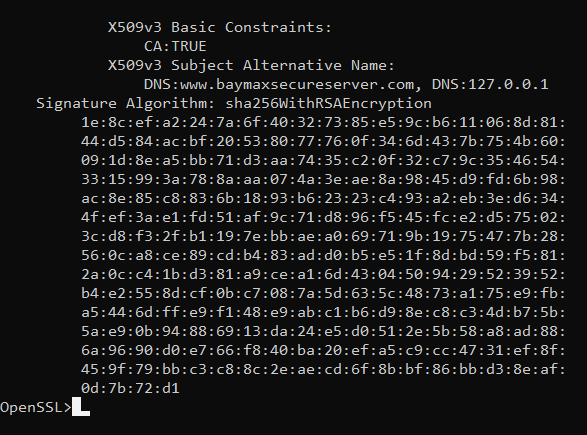 X509v3 Basic Constraints:
CA:TRUE
X509v3 Subject Alternative Name:
DNS:www.baymaxsecureserver.com, DNS:127.0.0.1
Signature Algorithm: sha256WithRSAEncryption
1e:8c:ef:a2:24:7a:6f:40:32:73:85:e5:9c:b6:11:06:8d:81:
44:d5:84:ac:bf:20:53:80:77:76:0f:34:6d:43:7b:75:4b:60:
09:1d:8e:a5:bb:71:d3:aa:74:35:c2:0f:32:c7:9c:35:46:54:
33:15:99:3a:78:8a:aa:07:4a:3e:ae:8a:98:45:d9:fd:6b:98:
ac:8e:85:c8:83:6b:18:93:b6:23:23:c4:93:a2:eb:3e:d6:34:
4f:ef:3a:e1:fd:51:af:9c:71:d8:96:f5:45:fc:e2:d5:75:02:
3c:d8:f3:2f:b1:19:7e:bb:ae:a0:69:71:9b:19:75:47:7b:28:
56:0c:a8:ce:89:cd:b4:83:ad:d0:b5:e5:1f:8d:bd:59:f5:81:
2a:0c:c4:1b:d3:81:a9:ce:a1:6d:43:04:50:94:29:52:39:52:
b4:e2:55:8d:cf:0b:c7:08:7a:5d:63:5c:48:73:a1:75:e9:fb:
a5:44:6d:ff:e9:f1:48:e9:ab:c1:b6:d9:8e:c8:c3:4d:b7:5b:
5a:e9:0b:94:88:69:13:da:24:e5:d0:51:2e:5b:58:a8:ad:88:
6a:96:90:d0:e7:66:f8:40:ba:20:ef:a5:c9:cc:47:31:ef:8f:
45:9f:79:bb:c3:c8:8c:2e:ae:cd:6f:8b:bf:86:bb:d3:8e:af:
0d:7b:72:d1
OpenSSL>